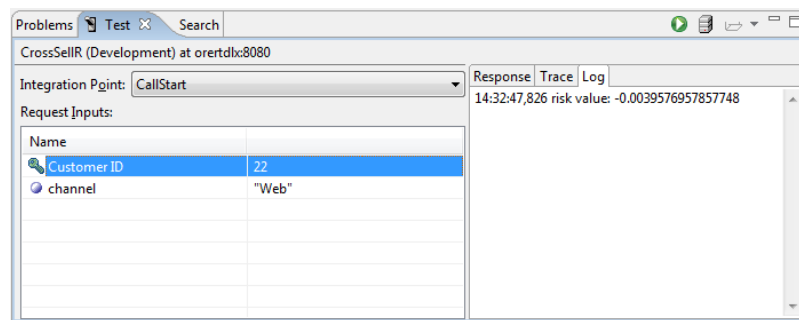 Problems Test Search
CrossSellR (Development) at orertdlx:8080
Integration Point: CallStart
Request Inputs:
Name
Customer ID 22
channel "Web"
Response Trace Log
14:32:47,826 risk value: -0.0039576957857748